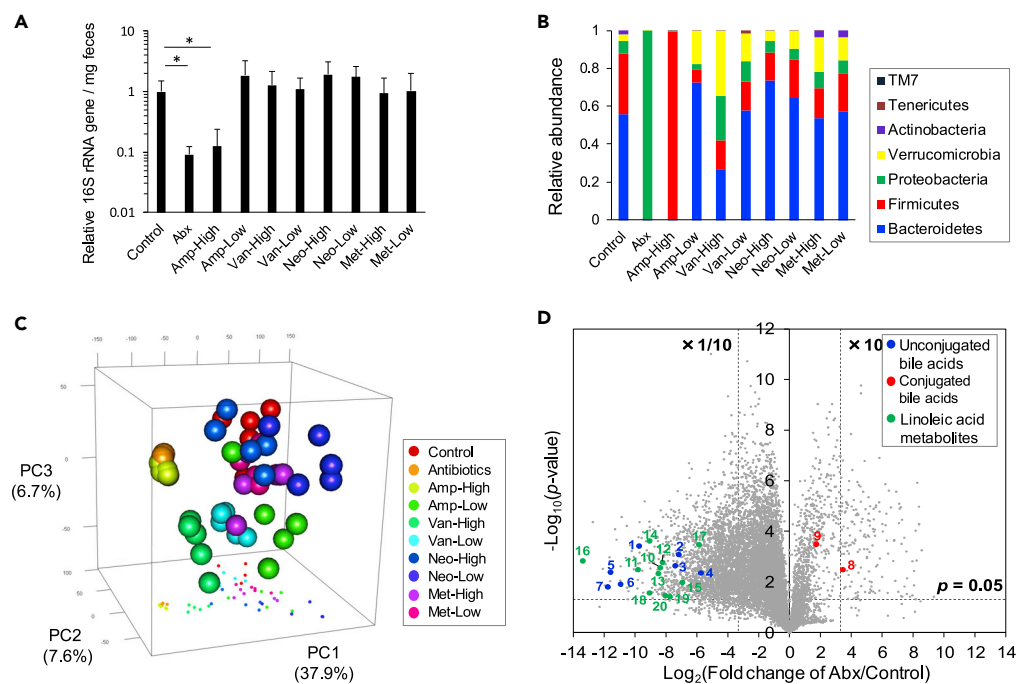 A
Relative 16S rRNA gene / mg feces
10
1
0.1
0.01
*
*
Control
Abx
Amp-High
Amp-Low
Van-High
Van-Low
Neo-High
Neo-Low
Met-High
Met-Low
B
Relative abundance
1
0.8
0.6
0.4
0.2
0
Control
Abx
Amp-High
Amp-Low
Van-High
Van-Low
Neo-High
Neo-Low
Met-High
Met-Low
TM7
Tenericutes
Actinobacteria
Verrucomicrobia
Proteobacteria
Firmicutes
Bacteroidetes
C
-150
-100
-50
0
50
100
150
50
0
-50
-100
50
0
-50
PC3
(6.7%)
PC2
(7.6%)
PC1
(37.9%)
Control
Antibiotics
Amp-High
Amp-Low
Van-High
Van-Low
Neo-High
Neo-Low
Met-High
Met-Low
D
-Log10(p-value)
12
10
8
6
4
2
0
× 1/10
× 10
Unconjugated
bile acids
Conjugated
bile acids
Linoleic acid
metabolites
14
17
1
12
2
9
16
10
11
3
5
4
8
13
7
6
15
18
19
20
p = 0.05
-14 -12 -10 -8 -6 -4 -2 0 2 4 6 8 10
Log2(Fold change of Abx/Control)